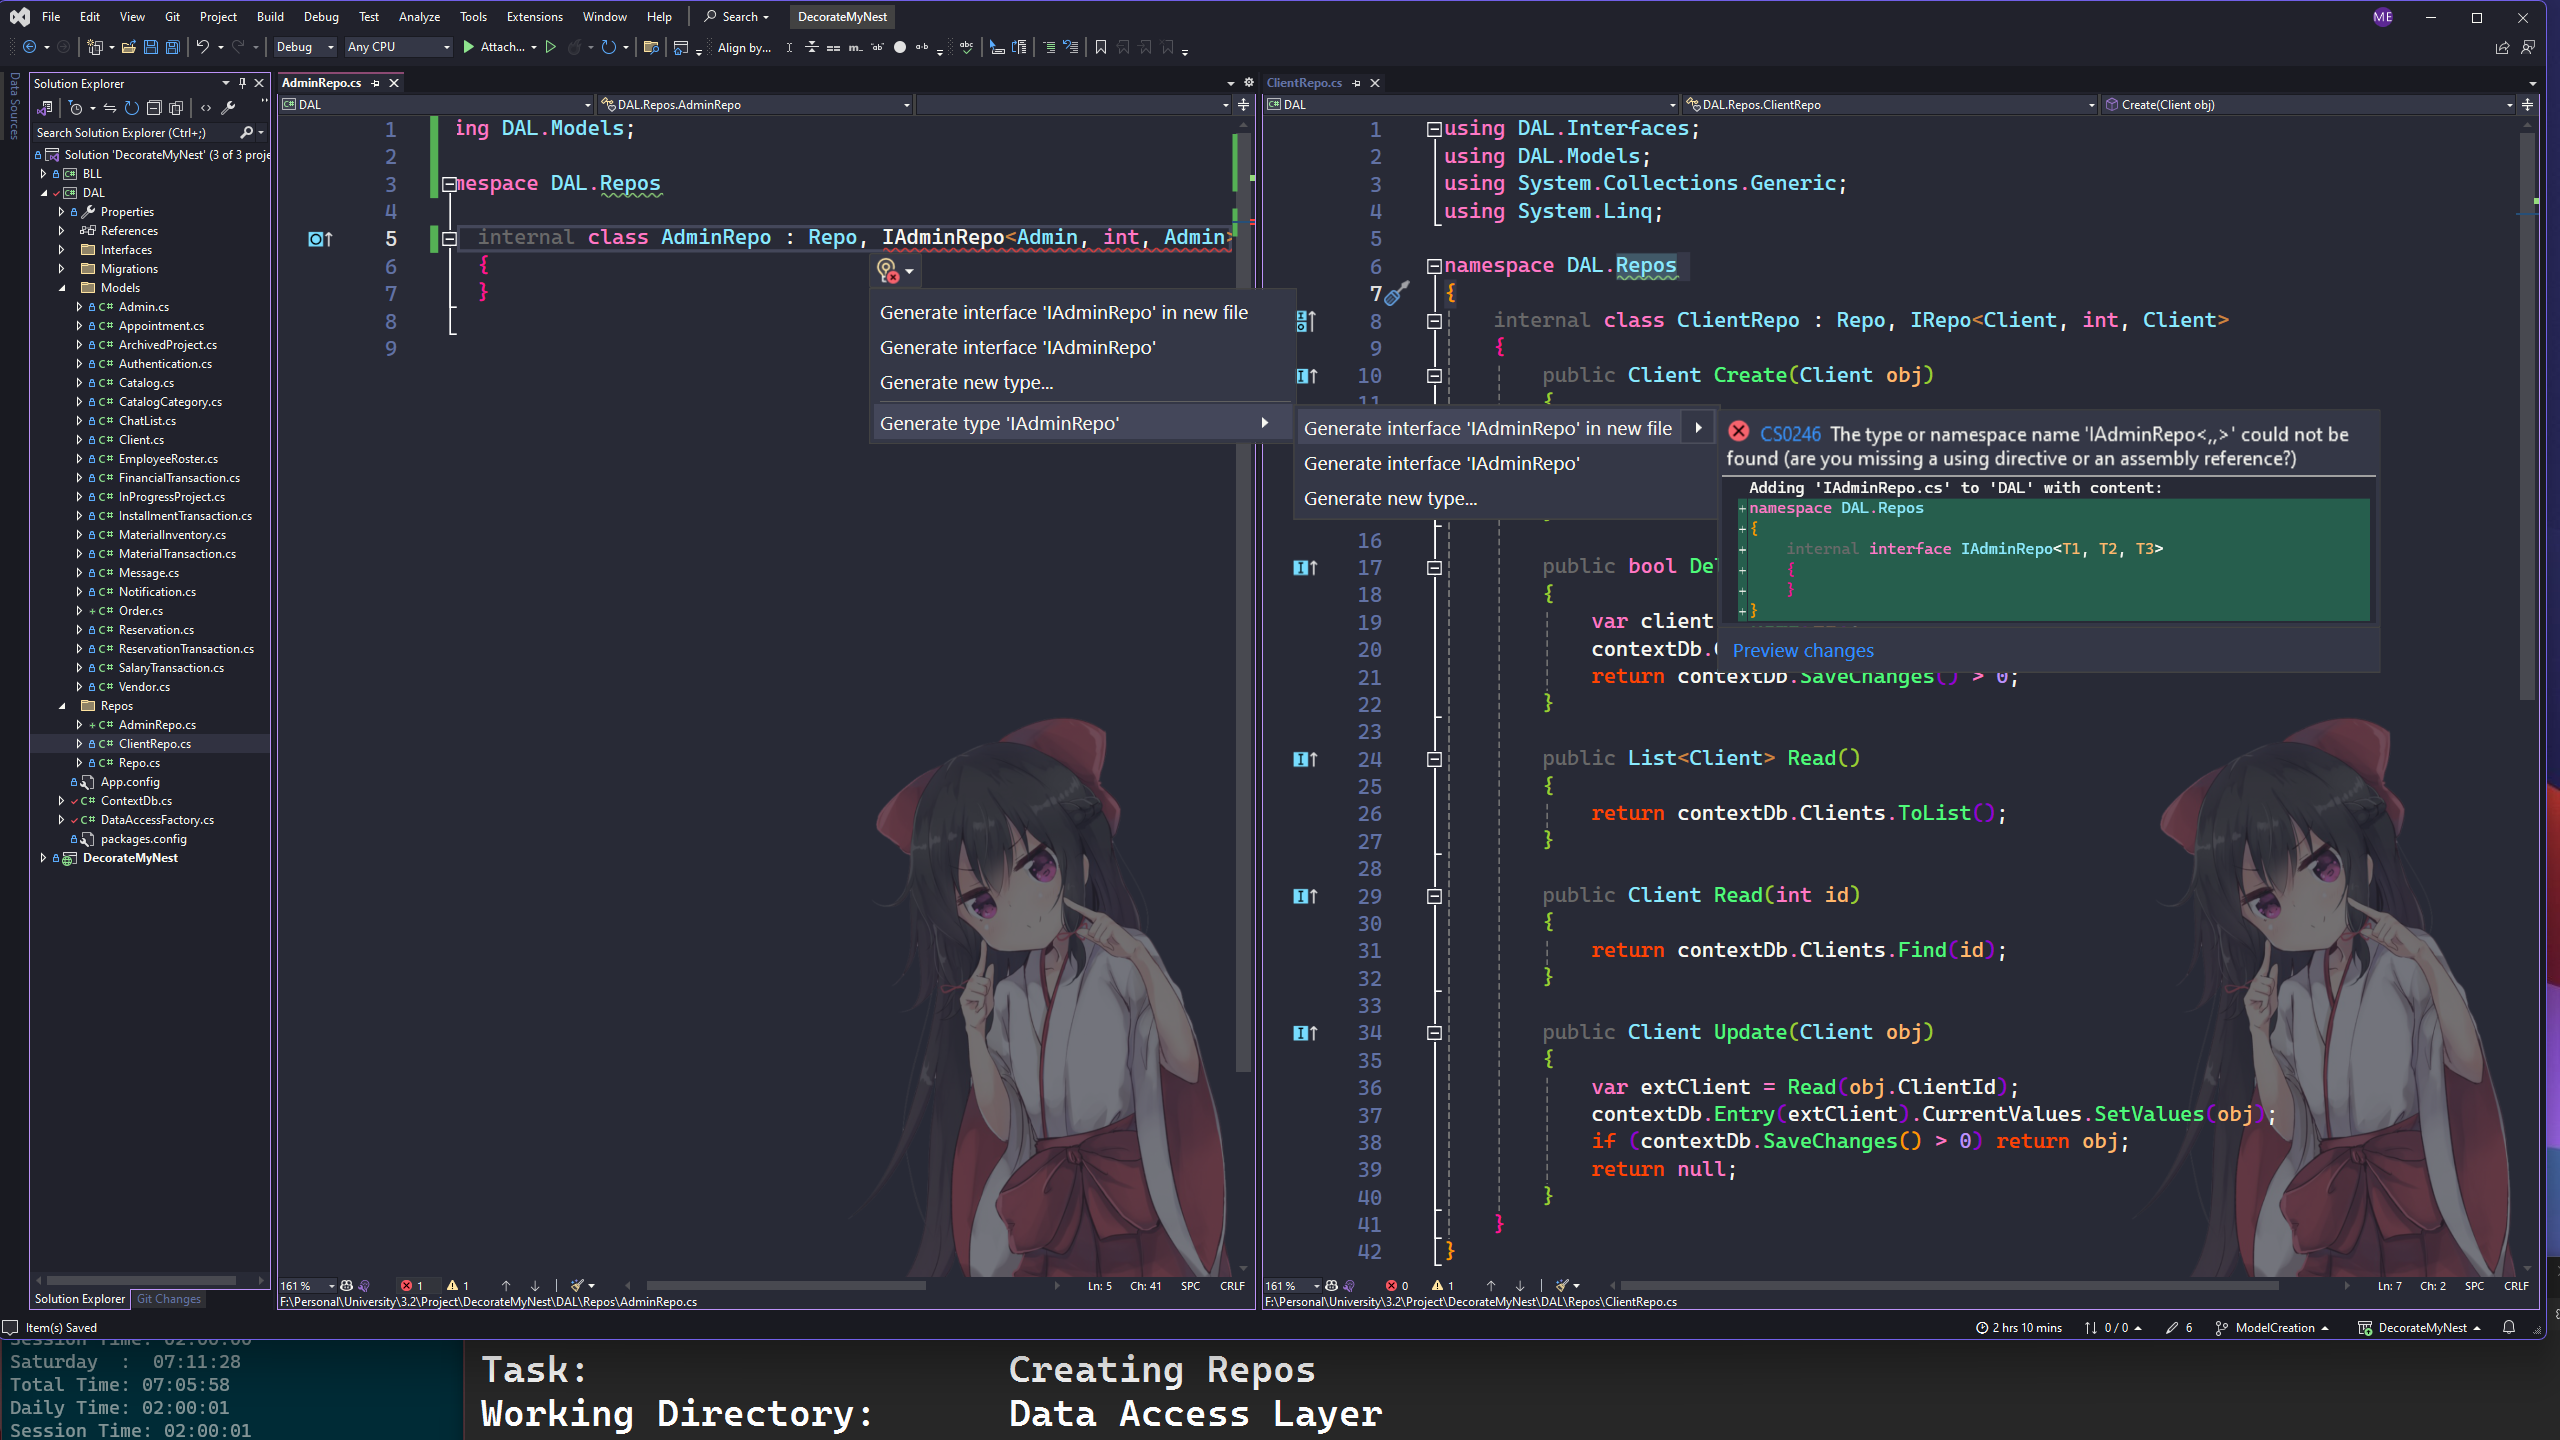 File Edit View Git Project Build Debug Test Analyze Tools Extensions Window Help Search DecorateMyNest ME
Debug Any CPU Attach... Align by...
Data Sources
Solution Explorer
Search Solution Explorer (Ctrl+;)
Solution 'DecorateMyNest' (3 of 3 proje
BLL
DAL
Properties
References
Interfaces
Migrations
Models
C# Admin.cs
C# Appointment.cs
C# ArchivedProject.cs
C# Authentication.cs
C# Catalog.cs
C# CatalogCategory.cs
C# ChatList.cs
C# Client.cs
C# EmployeeRoster.cs
C# FinancialTransaction.cs
C# InProgressProject.cs
C# InstallmentTransaction.cs
C# MaterialInventory.cs
C# MaterialTransaction.cs
C# Message.cs
C# Notification.cs
+ C# Order.cs
C# Reservation.cs
C# ReservationTransaction.cs
C# SalaryTransaction.cs
C# Vendor.cs
Repos
+ C# AdminRepo.cs
C# ClientRepo.cs
C# Repo.cs
App.config
C# ContextDb.cs
C# DataAccessFactory.cs
packages.config
DecorateMyNest
Solution Explorer Git Changes
AdminRepo.cs
DAL DAL.Repos.AdminRepo
1 ing DAL.Models;
2
3 mespace DAL.Repos
4
5 internal class AdminRepo : Repo, IAdminRepo<Admin, int, Admin>
6 {
7 }
8
9
Generate interface 'IAdminRepo' in new file
Generate interface 'IAdminRepo'
Generate new type...
Generate type 'IAdminRepo'
Generate interface 'IAdminRepo' in new file
Generate interface 'IAdminRepo'
Generate new type...
CS0246 The type or namespace name 'IAdminRepo<,,>' could not be
found (are you missing a using directive or an assembly reference?)
Adding 'IAdminRepo.cs' to 'DAL' with content:
+namespace DAL.Repos
+{
+ internal interface IAdminRepo<T1, T2, T3>
+ {
+ }
+}
Preview changes
161 % 1 1 Ln: 5 Ch: 41 SPC CRLF
F:\Personal\University\3.2\Project\DecorateMyNest\DAL\Repos\AdminRepo.cs
ClientRepo.cs
DAL DAL.Repos.ClientRepo Create(Client obj)
1 using DAL.Interfaces;
2 using DAL.Models;
3 using System.Collections.Generic;
4 using System.Linq;
5
6 namespace DAL.Repos
7 {
8 internal class ClientRepo : Repo, IRepo<Client, int, Client>
9 {
10 public Client Create(Client obj)
11 {
16
17 public bool De
18 {
19 var client
20 contextDb.
21 return contextDb.SaveChanges() > 0;
22 }
23
24 public List<Client> Read()
25 {
26 return contextDb.Clients.ToList();
27 }
28
29 public Client Read(int id)
30 {
31 return contextDb.Clients.Find(id);
32 }
33
34 public Client Update(Client obj)
35 {
36 var extClient = Read(obj.ClientId);
37 contextDb.Entry(extClient).CurrentValues.SetValues(obj);
38 if (contextDb.SaveChanges() > 0) return obj;
39 return null;
40 }
41 }
42 }
161 % 0 1 Ln: 7 Ch: 2 SPC CRLF
F:\Personal\University\3.2\Project\DecorateMyNest\DAL\Repos\ClientRepo.cs
Item(s) Saved 2 hrs 10 mins 0 / 0 6 ModelCreation DecorateMyNest
Session Time: 02:00:00
Saturday : 07:11:28
Total Time: 07:05:58
Daily Time: 02:00:01
Session Time: 02:00:01
Task: Creating Repos
Working Directory: Data Access Layer